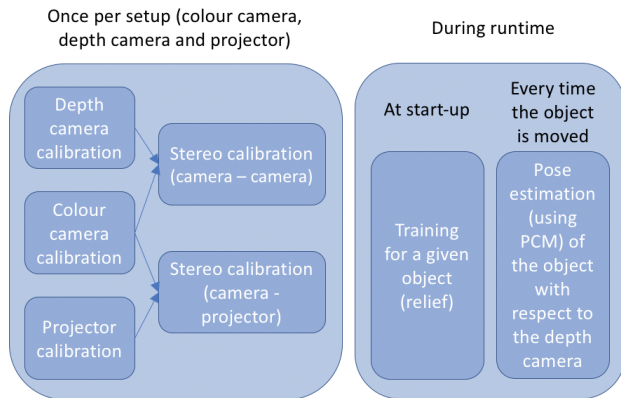 Once per setup (colour camera,
depth camera and projector)
Depth
camera
calibration
Colour
camera
calibration
Projector
calibration
Stereo calibration
(camera – camera)
Stereo calibration
(camera -
projector)
During runtime
At start-up
Training
for a given
object
(relief)
Every time
the object
is moved
Pose
estimation
(using
PCM) of
the object
with
respect to
the depth
camera